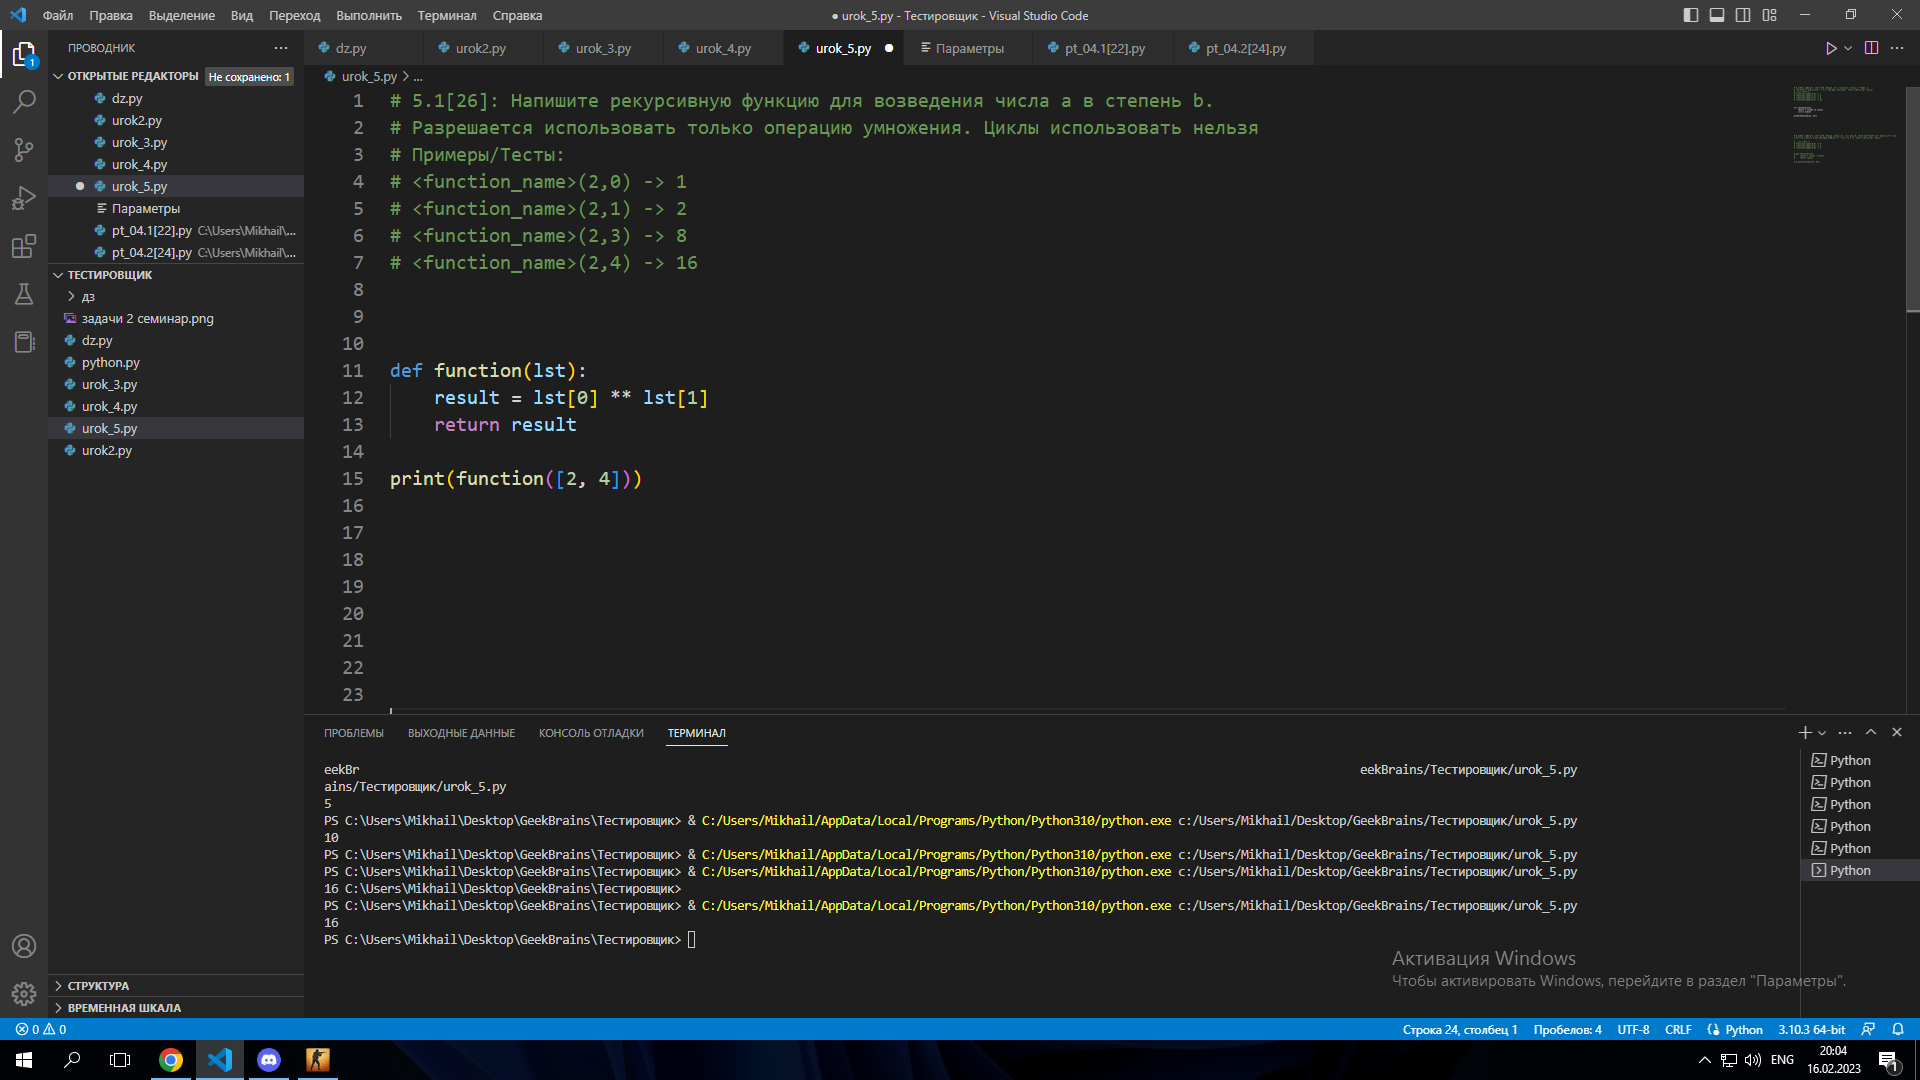 Файл Правка Выделение Вид Переход Выполнить Терминал Справка
● urok_5.py - Тестировщик - Visual Studio Code
ПРОВОДНИК
ОТКРЫТЫЕ РЕДАКТОРЫ Не сохранено: 1
dz.py
urok2.py
urok_3.py
urok_4.py
urok_5.py
Параметры
pt_04.1[22].py C:\Users\Mikhail\...
pt_04.2[24].py C:\Users\Mikhail\...
ТЕСТИРОВЩИК
дз
задачи 2 семинар.png
dz.py
python.py
urok_3.py
urok_4.py
urok_5.py
urok2.py
СТРУКТУРА
ВРЕМЕННАЯ ШКАЛА
dz.py urok2.py urok_3.py urok_4.py urok_5.py Параметры pt_04.1[22].py pt_04.2[24].py
urok_5.py > ...
1 # 5.1[26]: Напишите рекурсивную функцию для возведения числа a в степень b.
2 # Разрешается использовать только операцию умножения. Циклы использовать нельзя
3 # Примеры/Тесты:
4 # <function_name>(2,0) -> 1
5 # <function_name>(2,1) -> 2
6 # <function_name>(2,3) -> 8
7 # <function_name>(2,4) -> 16
8
9
10
11 def function(lst):
12 result = lst[0] ** lst[1]
13 return result
14
15 print(function([2, 4]))
16
17
18
19
20
21
22
23
ПРОБЛЕМЫ ВЫХОДНЫЕ ДАННЫЕ КОНСОЛЬ ОТЛАДКИ ТЕРМИНАЛ
eekBr eekBrains/Тестировщик/urok_5.py
ains/Тестировщик/urok_5.py
5
PS C:\Users\Mikhail\Desktop\GeekBrains\Тестировщик> & C:/Users/Mikhail/AppData/Local/Programs/Python/Python310/python.exe c:/Users/Mikhail/Desktop/GeekBrains/Тестировщик/urok_5.py
10
PS C:\Users\Mikhail\Desktop\GeekBrains\Тестировщик> & C:/Users/Mikhail/AppData/Local/Programs/Python/Python310/python.exe c:/Users/Mikhail/Desktop/GeekBrains/Тестировщик/urok_5.py
PS C:\Users\Mikhail\Desktop\GeekBrains\Тестировщик> & C:/Users/Mikhail/AppData/Local/Programs/Python/Python310/python.exe c:/Users/Mikhail/Desktop/GeekBrains/Тестировщик/urok_5.py
16 C:\Users\Mikhail\Desktop\GeekBrains\Тестировщик>
PS C:\Users\Mikhail\Desktop\GeekBrains\Тестировщик> & C:/Users/Mikhail/AppData/Local/Programs/Python/Python310/python.exe c:/Users/Mikhail/Desktop/GeekBrains/Тестировщик/urok_5.py
16
PS C:\Users\Mikhail\Desktop\GeekBrains\Тестировщик>
Python
Python
Python
Python
Python
Python
Активация Windows
Чтобы активировать Windows, перейдите в раздел "Параметры".
0 0
Строка 24, столбец 1 Пробелов: 4 UTF-8 CRLF Python 3.10.3 64-bit
ENG
20:04
16.02.2023
1
1